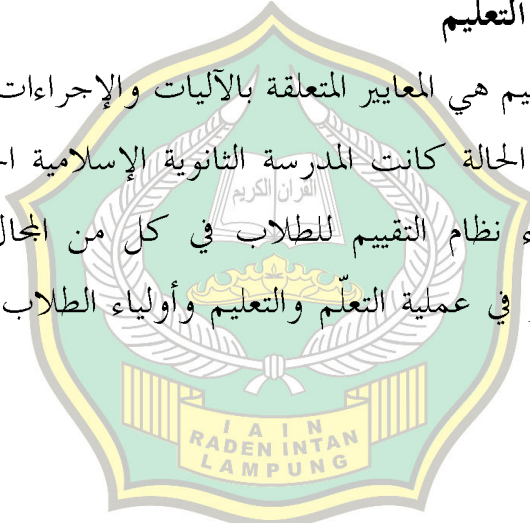 التعليم
يم هي المعايير المتعلقة بالآليات والإجراءات
الحالة كانت المدرسة الثانوية الإسلامية
نظام التقييم للطلاب في كل من
في عملية التعلّم والتعليم وأولياء الطلاب
القرآن الكريم
I A I N
RADEN INTAN
LAMPUNG